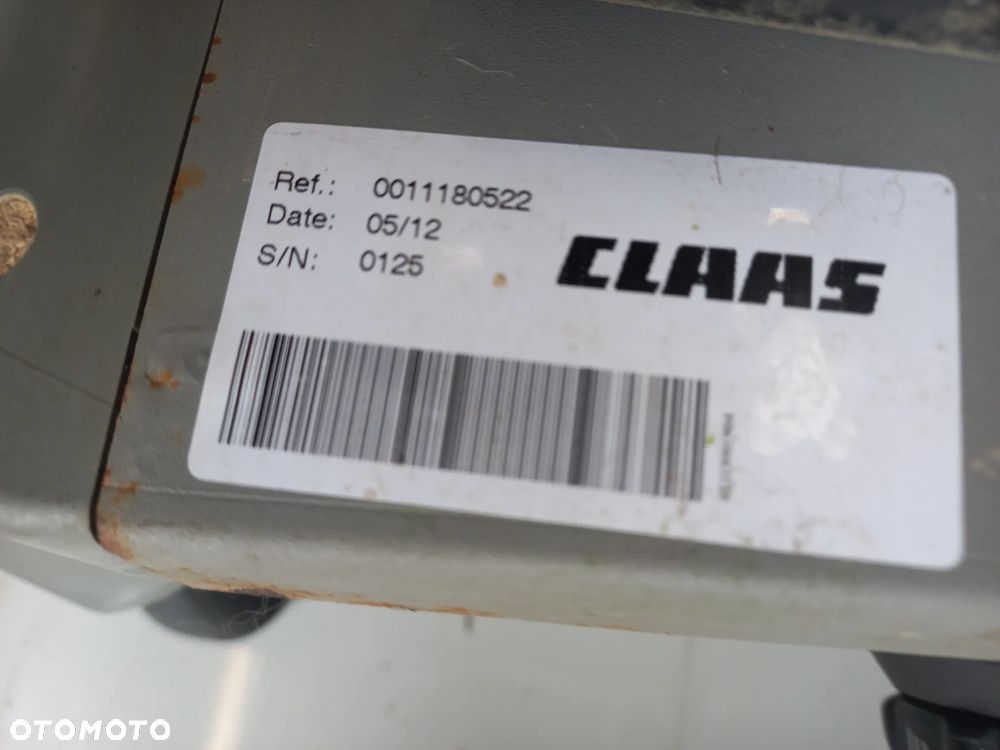 Ref.: 0011180522
Date: 05/12
S/N: 0125
CLAAS
OTOMOTO